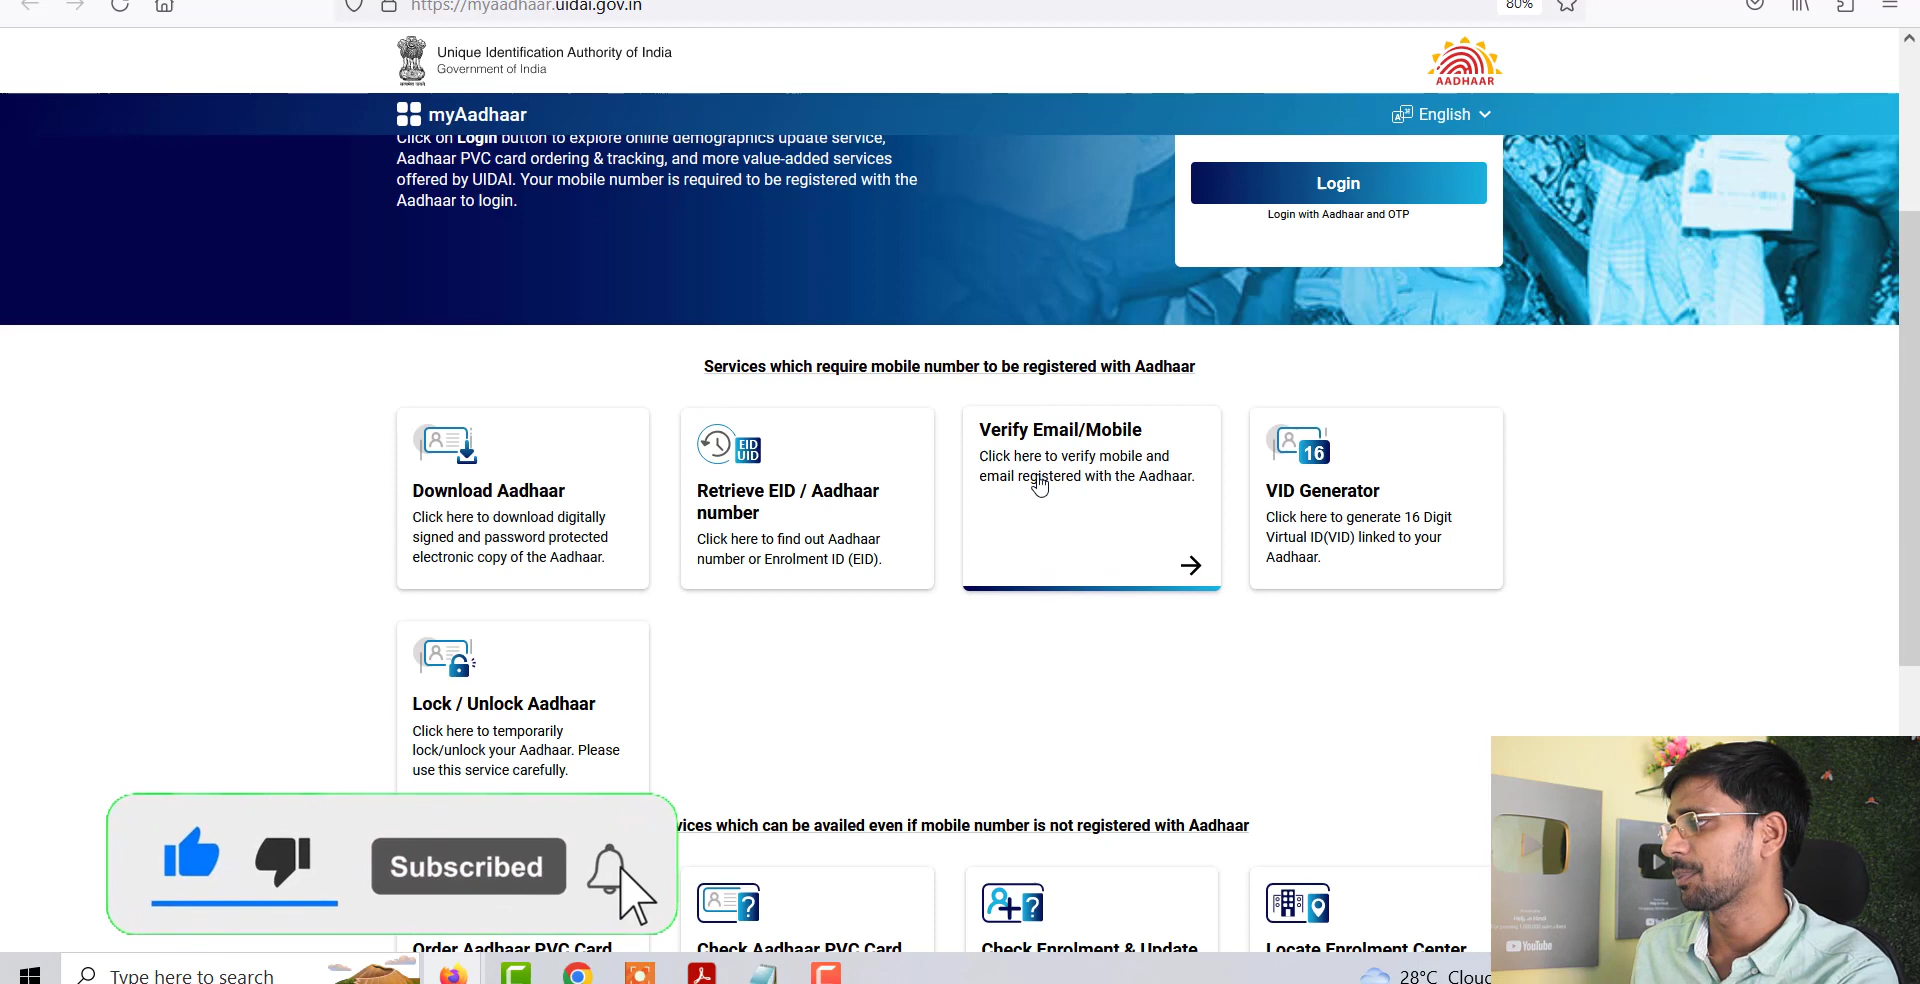 https://myaadhaar.uidai.gov.in
80%
Unique Identification Authority of India
Government of India
AADHAAR
myAadhaar
English
Click on Login button to explore online demographics update service,
Aadhaar PVC card ordering & tracking, and more value-added services
offered by UIDAI. Your mobile number is required to be registered with the
Aadhaar to login.
Login
Login with Aadhaar and OTP
Services which require mobile number to be registered with Aadhaar
Download Aadhaar
Click here to download digitally
signed and password protected
electronic copy of the Aadhaar.
EID
UID
Retrieve EID / Aadhaar
number
Click here to find out Aadhaar
number or Enrolment ID (EID).
Verify Email/Mobile
Click here to verify mobile and
email registered with the Aadhaar.
16
VID Generator
Click here to generate 16 Digit
Virtual ID(VID) linked to your
Aadhaar.
Lock / Unlock Aadhaar
Click here to temporarily
lock/unlock your Aadhaar. Please
use this service carefully.
vices which can be availed even if mobile number is not registered with Aadhaar
Subscribed
Order Aadhaar PVC Card
Check Aadhaar PVC Card
Check Enrolment & Update
Locate Enrolment Center
YouTube
Type here to search
28°C Clouc